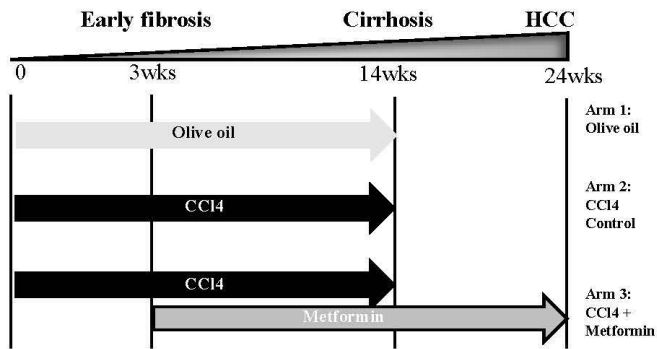 Early fibrosis Cirrhosis HCC
0 3wks 14wks 24wks
Olive oil
Arm 1:
Olive oil
CCl4
Arm 2:
CCl4
Control
CCl4
Metformin
Arm 3:
CCl4 +
Metformin